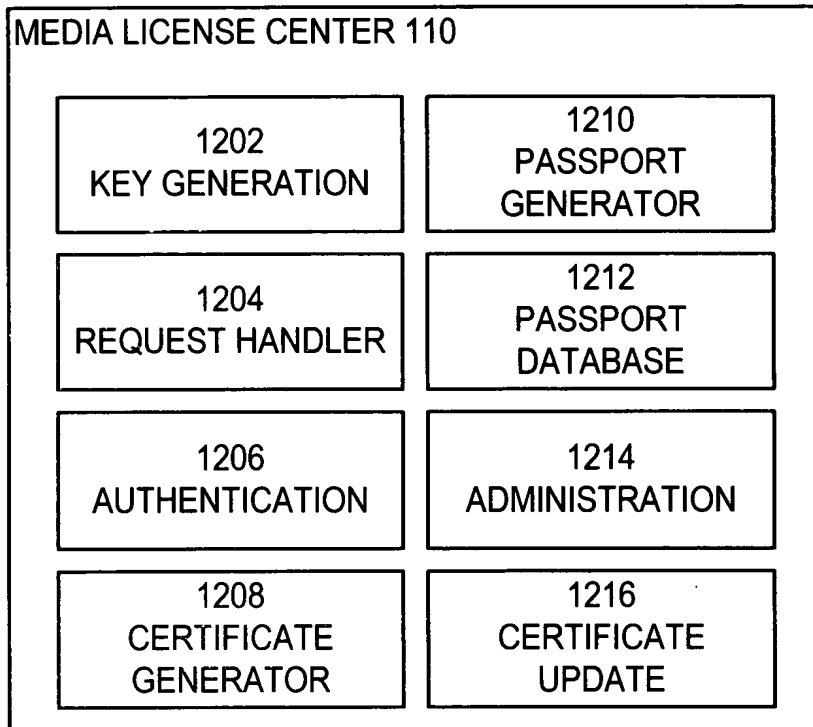 MEDIA LICENSE CENTER 110
1202
KEY GENERATION
1210
PASSPORT
GENERATOR
1204
REQUEST HANDLER
1212
PASSPORT
DATABASE
1206
AUTHENTICATION
1214
ADMINISTRATION
1208
CERTIFICATE
GENERATOR
1216
CERTIFICATE
UPDATE